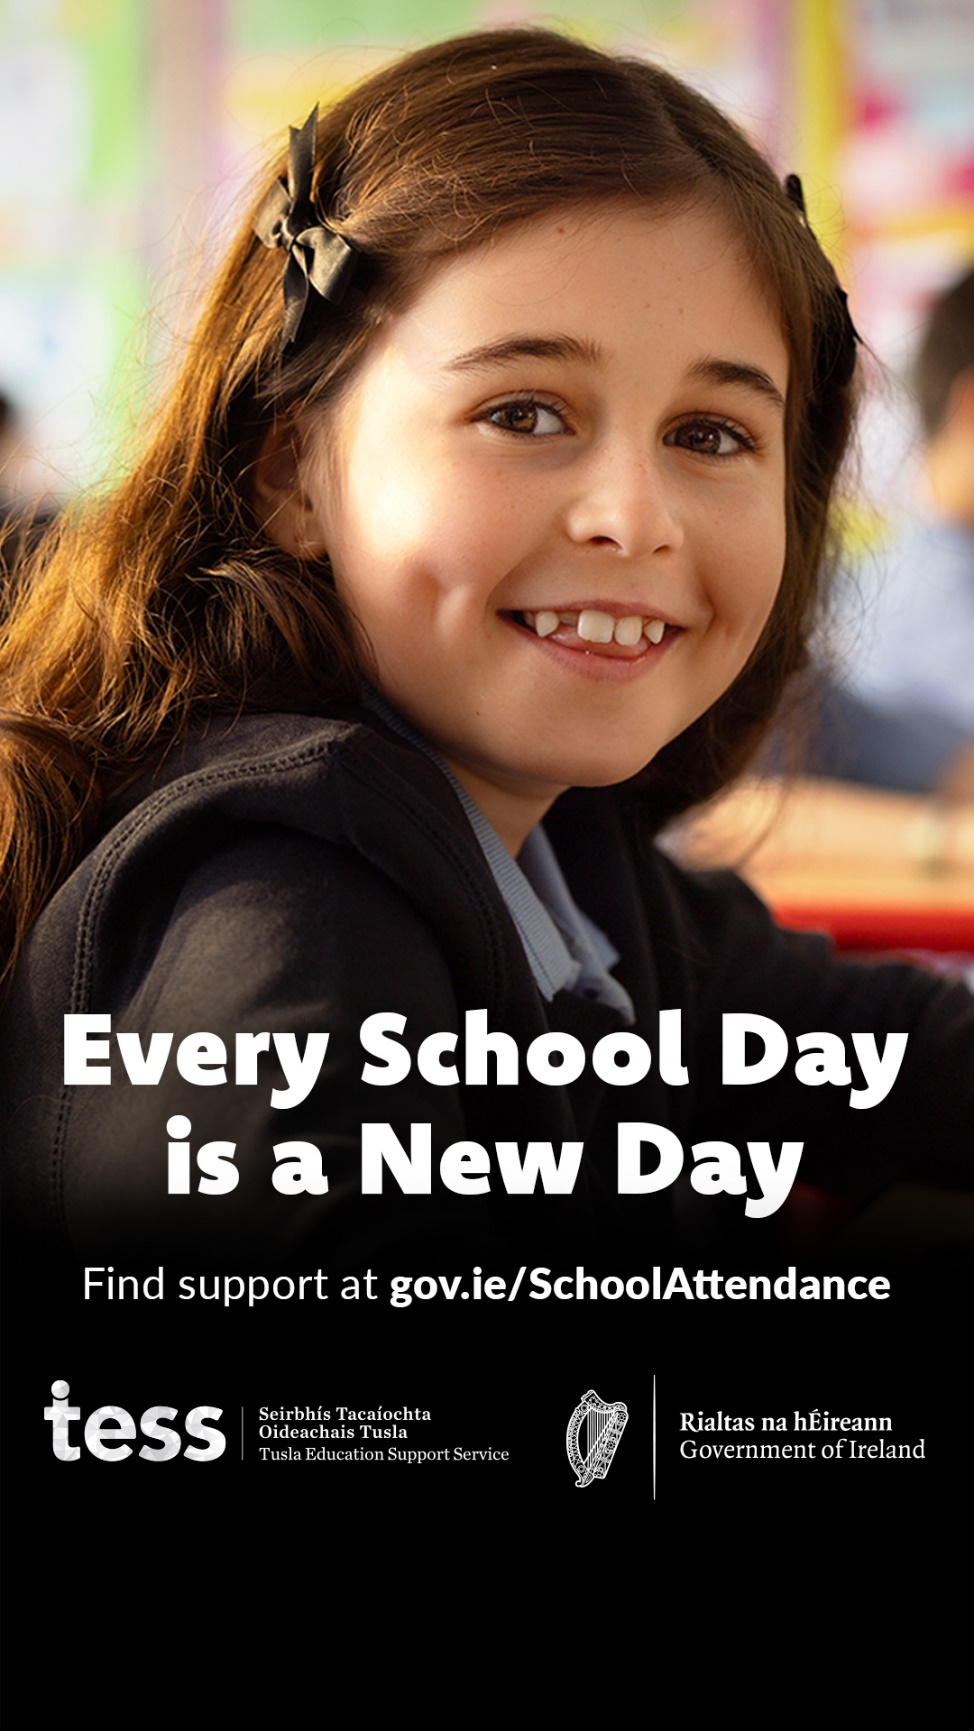 Every School Day
is a New Day
Find support at gov.ie/SchoolAttendance
tess
Seirbhís Tacaíochta
Oideachais Tusla
Tusla Education Support Service
Rialtas na hÉireann
Government of Ireland